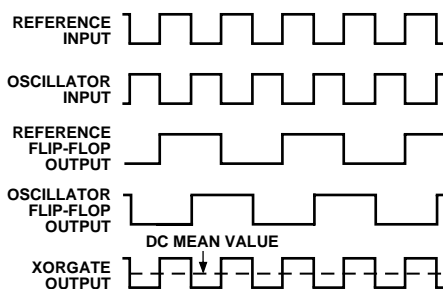 REFERENCE
INPUT
OSCILLATOR
INPUT
REFERENCE
FLIP-FLOP
OUTPUT
OSCILLATOR
FLIP-FLOP
OUTPUT
DC MEAN VALUE
XORGATE
OUTPUT